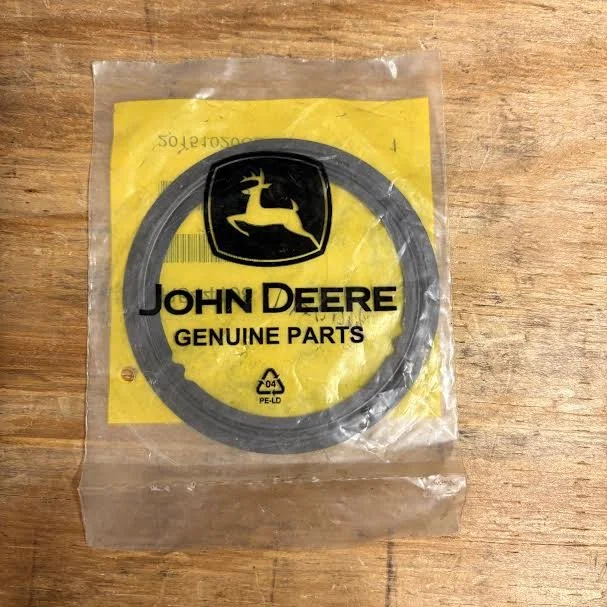 JOHN DEERE
GENUINE PARTS
04
PE-LD